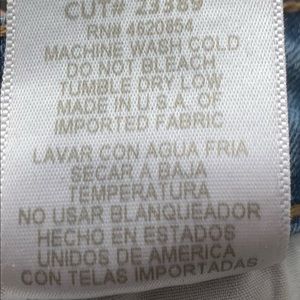 CUT# 23389
RN# 4620854
MACHINE WASH COLD
DO NOT BLEACH
TUMBLE DRY LOW
MADE IN U.S.A. OF
IMPORTED FABRIC
LAVAR CON AGUA FRIA
SECAR A BAJA
TEMPERATURA
NO USAR BLANQUEADOR
HECHO EN ESTADOS
UNIDOS DE AMERICA
CON TELAS IMPORTADAS